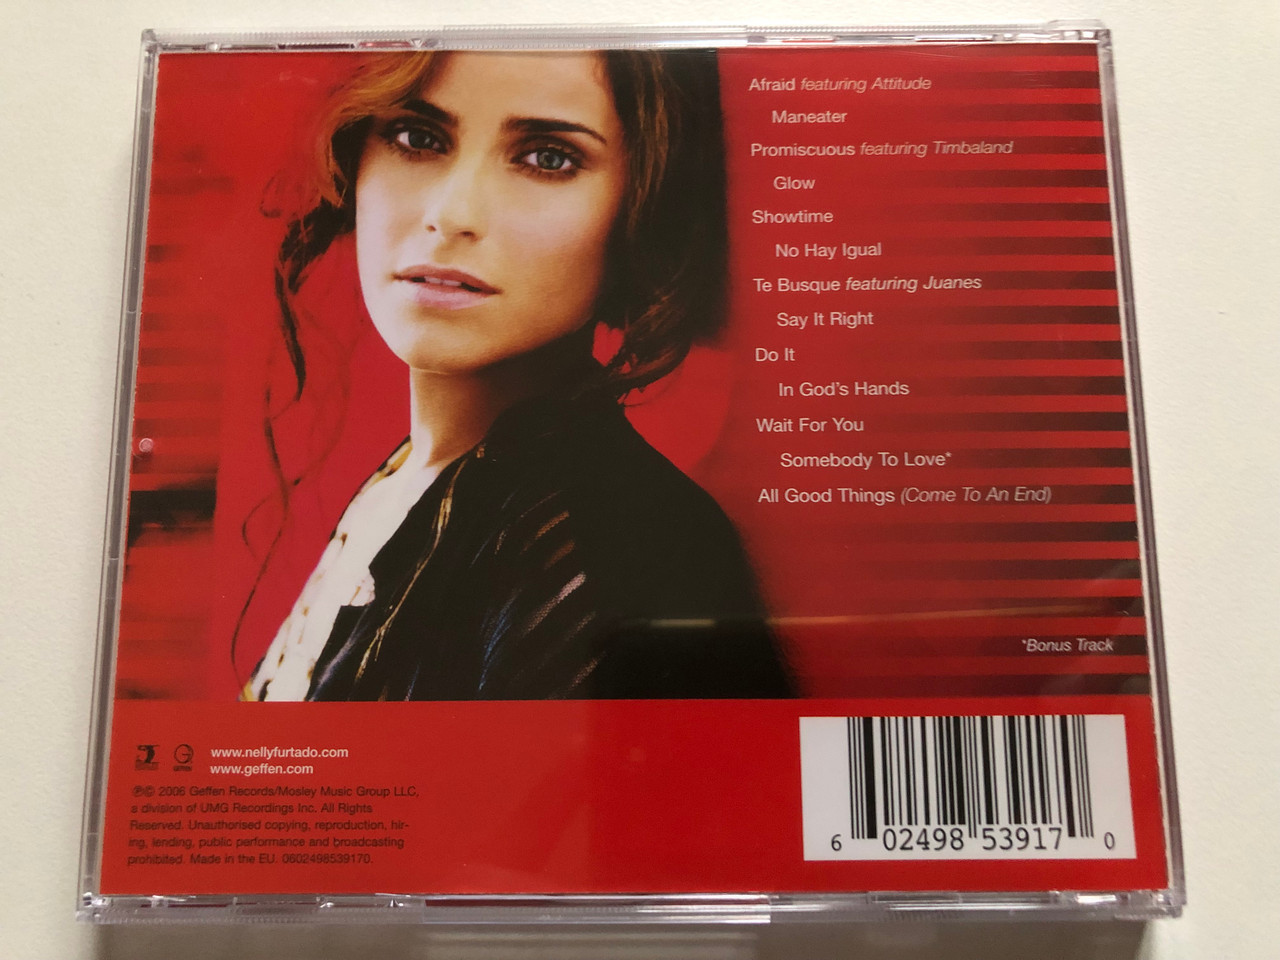 Afraid featuring Attitude
Maneater
Promiscuous featuring Timbaland
Glow
Showtime
No Hay Igual
Te Busque featuring Juanes
Say It Right
Do It
In God's Hands
Wait For You
Somebody To Love*
All Good Things (Come To An End)
*Bonus Track
www.nellyfurtado.com
www.geffen.com
℗© 2006 Geffen Records/Mosley Music Group LLC,
a division of UMG Recordings Inc. All Rights
Reserved. Unauthorised copying, reproduction, hir-
ing, lending, public performance and broadcasting
prohibited. Made in the EU. 0602498539170.
6 02498 53917 0